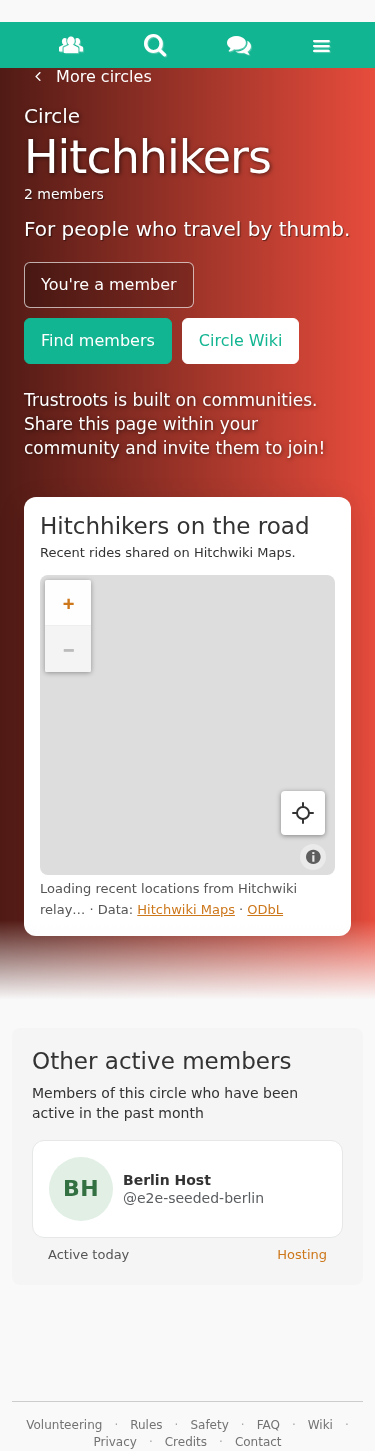 More circles
Circle
Hitchhikers
2 members
For people who travel by thumb.
You're a member
Find members
Circle Wiki
Trustroots is built on communities.
Share this page within your
community and invite them to join!
Hitchhikers on the road
Recent rides shared on Hitchwiki Maps.
+
−
Loading recent locations from Hitchwiki
relay… · Data: Hitchwiki Maps · ODbL
Other active members
Members of this circle who have been
active in the past month
BH
Berlin Host
@e2e-seeded-berlin
Active today
Hosting
Volunteering · Rules · Safety · FAQ · Wiki ·
Privacy · Credits · Contact